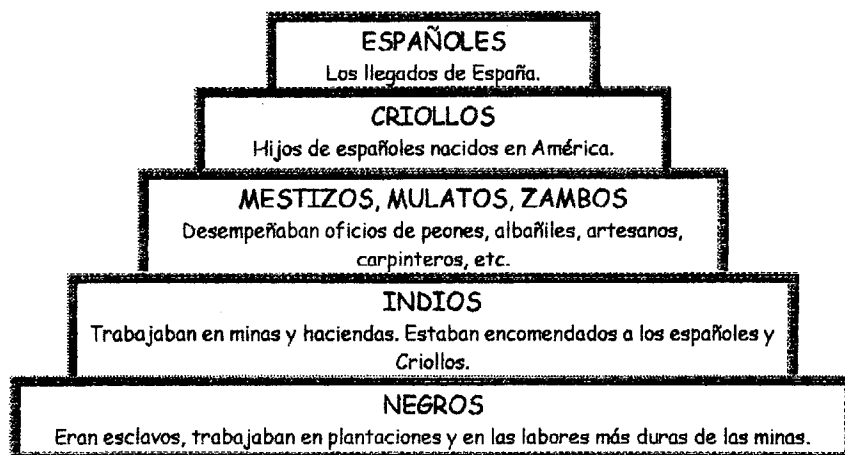 ESPAÑOLES
Los llegados de España.
CRIOLLOS
Hijos de españoles nacidos en América.
MESTIZOS, MULATOS, ZAMBOS
Desempeñaban oficios de peones, albañiles, artesanos,
carpinteros, etc.
INDIOS
Trabajaban en minas y haciendas. Estaban encomendados a los españoles y
Criollos.
NEGROS
Eran esclavos, trabajaban en plantaciones y en las labores más duras de las minas.